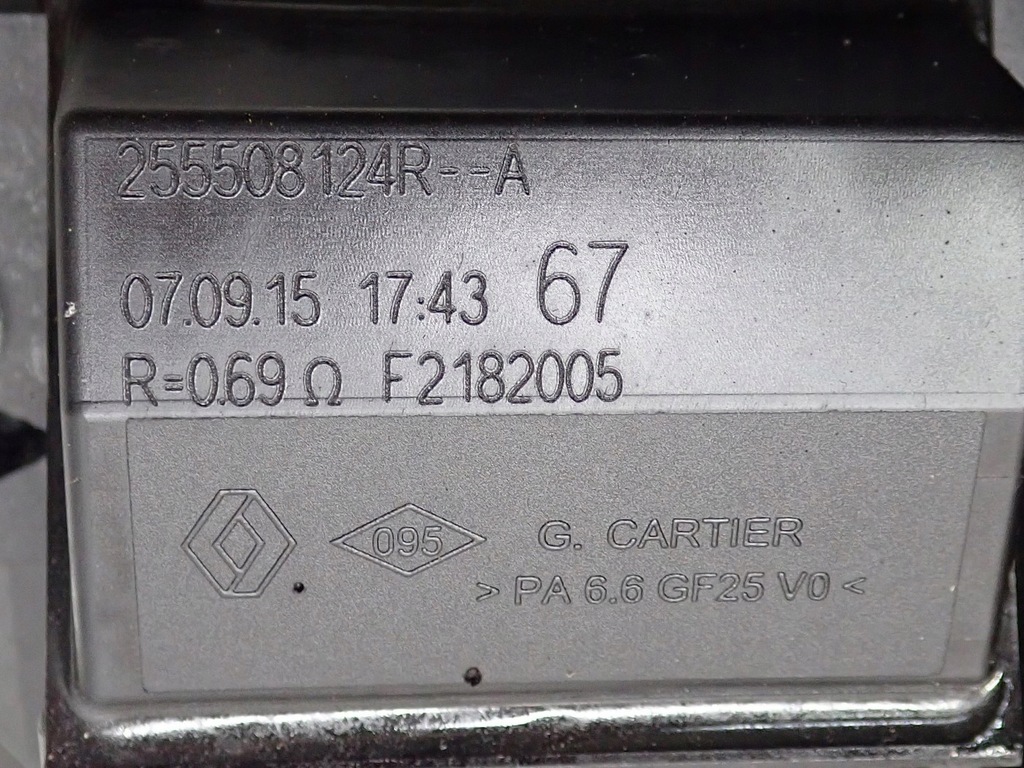 255508124R--A
07.09.15 17:43 67
R=0.69 Ω F2182005
095 G. CARTIER
>PA 6.6 GF25 V0<